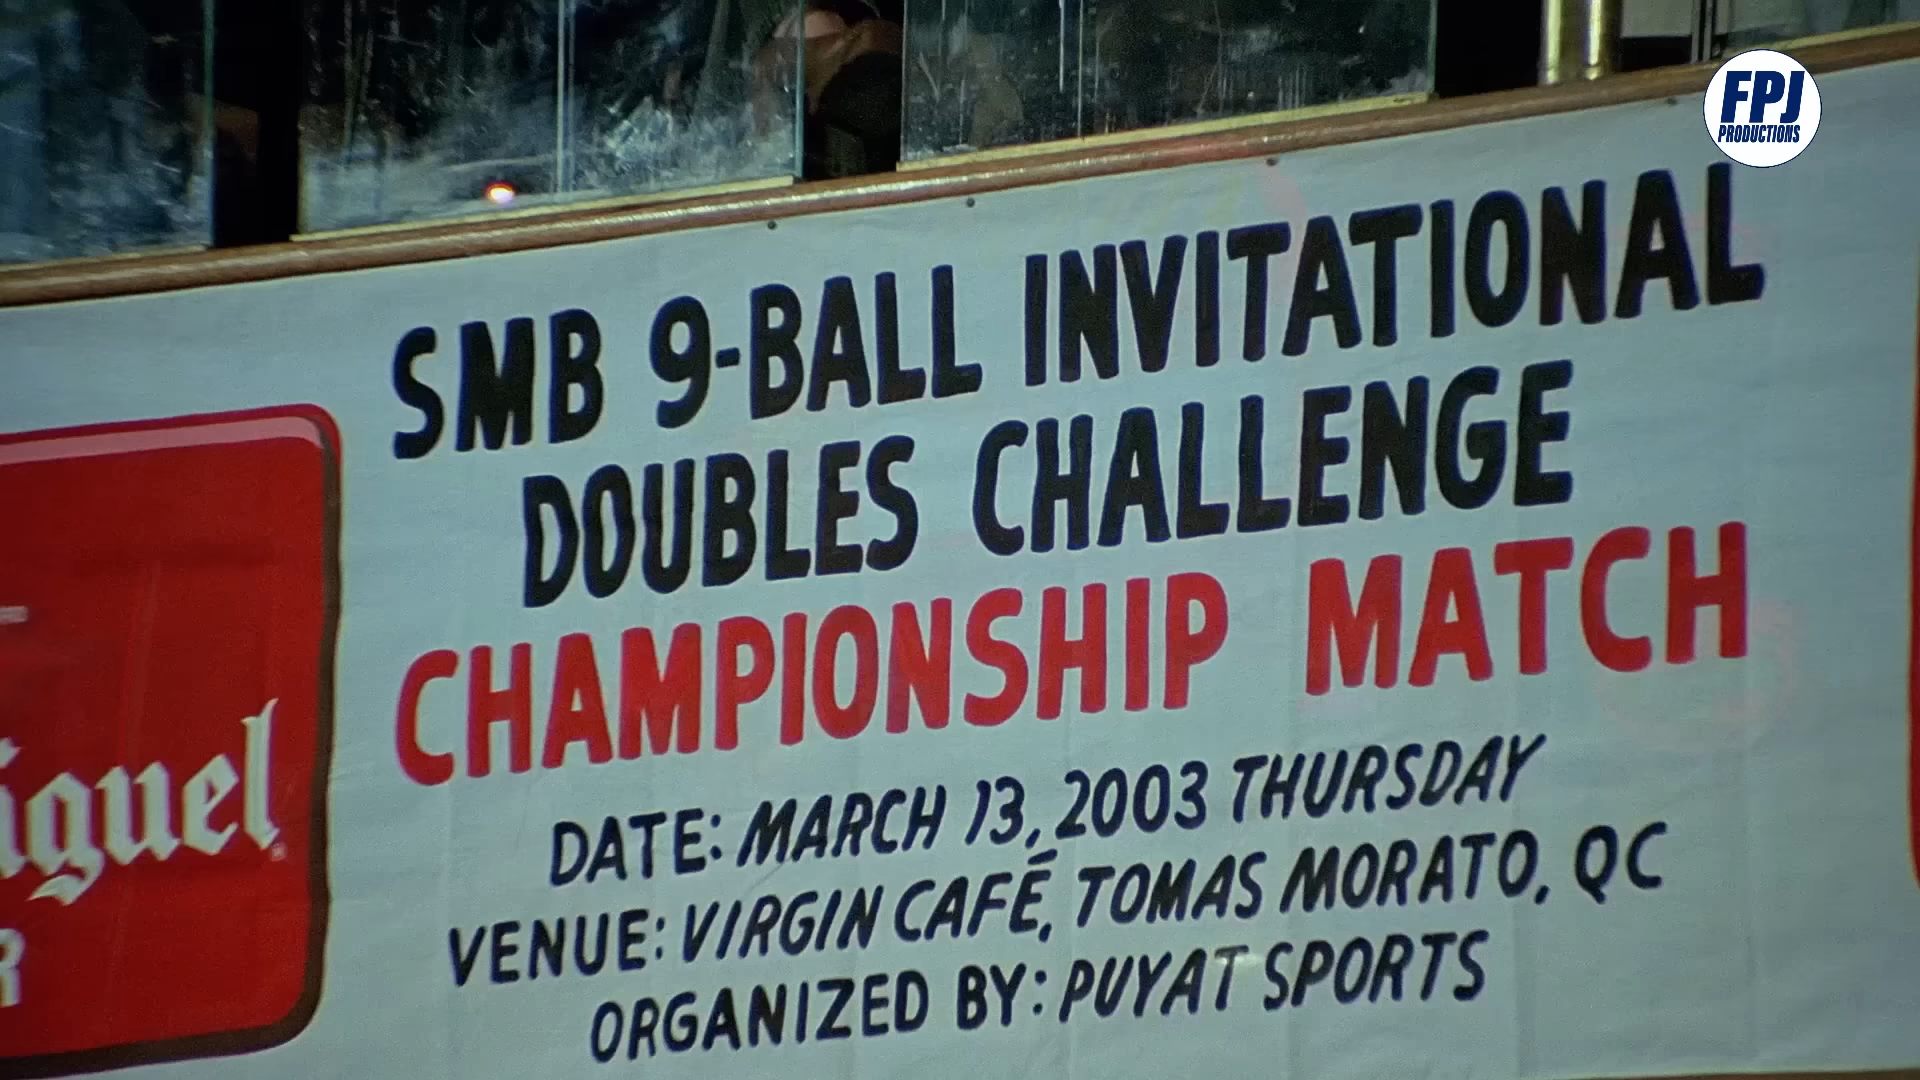 FPJ
PRODUCTIONS
SMB 9-BALL INVITATIONAL
DOUBLES CHALLENGE
CHAMPIONSHIP MATCH
DATE: MARCH 13, 2003 THURSDAY
VENUE: VIRGIN CAFÉ, TOMAS MORATO, QC
ORGANIZED BY: PUYAT SPORTS
iguel
R